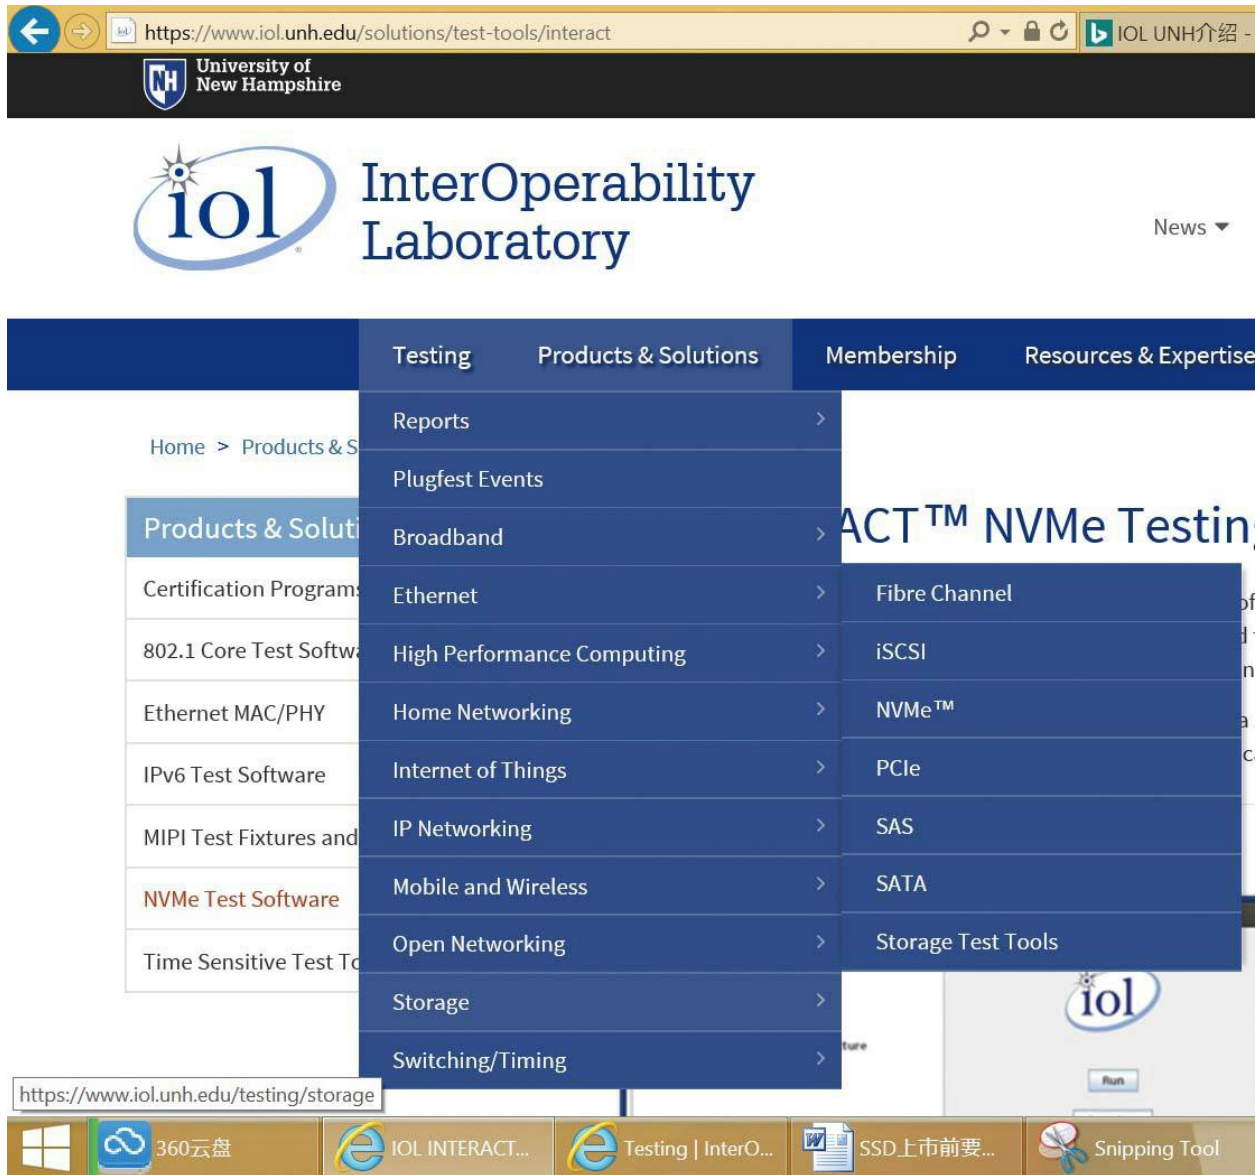 https://www.iol.unh.edu/solutions/test-tools/interact
IOL UNH介绍 -
NH
University of
New Hampshire
iol
InterOperability
Laboratory
News
Testing
Products & Solutions
Membership
Resources & Expertise
Home > Products & S
Reports
Plugfest Events
Broadband
Ethernet
High Performance Computing
Home Networking
Internet of Things
IP Networking
Mobile and Wireless
Open Networking
Storage
Switching/Timing
Products & Soluti
Certification Programs
802.1 Core Test Softwa
Ethernet MAC/PHY
IPv6 Test Software
MIPI Test Fixtures and
NVMe Test Software
Time Sensitive Test To
ACT™ NVMe Testing
Fibre Channel
iSCSI
NVMe™
PCIe
SAS
SATA
Storage Test Tools
of
iol
ture
Run
https://www.iol.unh.edu/testing/storage
360云盘
IOL INTERACT...
Testing | InterO...
SSD上市前要...
Snipping Tool